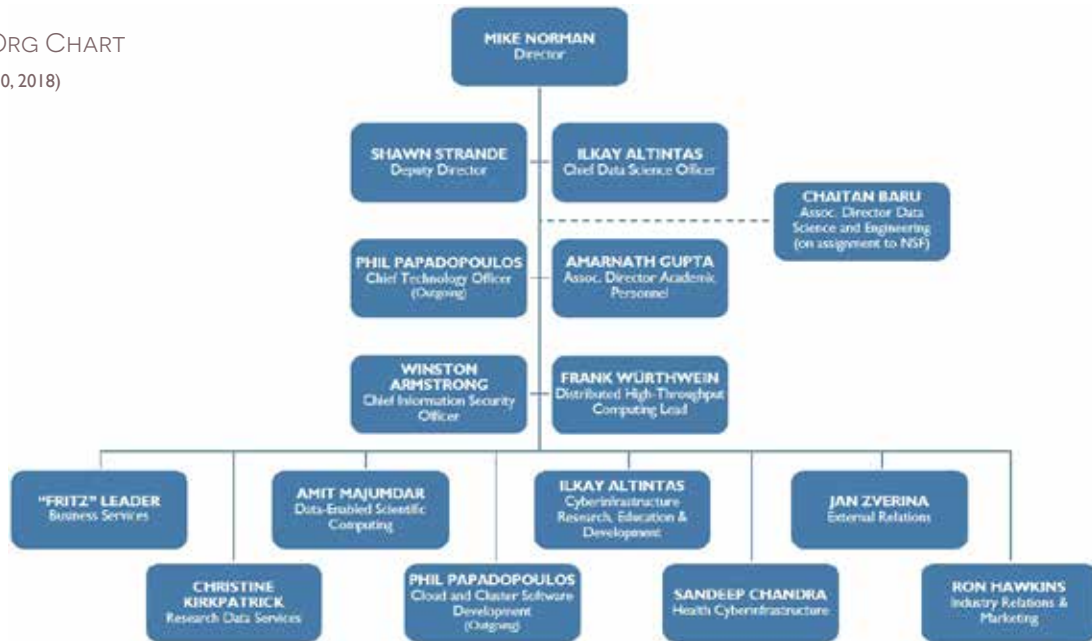 ORG CHART
0, 2018)
MIKE NORMAN
Director
SHAWN STRANDE
Deputy Director
ILKAY ALTINTAS
Chief Data Science Officer
CHAITAN BARU
Assoc. Director Data
Science and Engineering
(on assignment to NSF)
PHIL PAPADOPOULOS
Chief Technology Officer
(Outgoing)
AMARNATH GUPTA
Assoc. Director Academic
Personnel
WINSTON
ARMSTRONG
Chief Information Security
Officer
FRANK WÜRTHWEIN
Distributed High-Throughput
Computing Lead
"FRITZ" LEADER
Business Services
AMIT MAJUMDAR
Data-Enabled Scientific
Computing
ILKAY ALTINTAS
Cyberinfrastructure
Research, Education &
Development
JAN ZVERINA
External Relations
CHRISTINE
KIRKPATRICK
Research Data Services
PHIL PAPADOPOULOS
Cloud and Cluster Software
Development
(Outgoing)
SANDEEP CHANDRA
Health Cyberinfrastructure
RON HAWKINS
Industry Relations &
Marketing